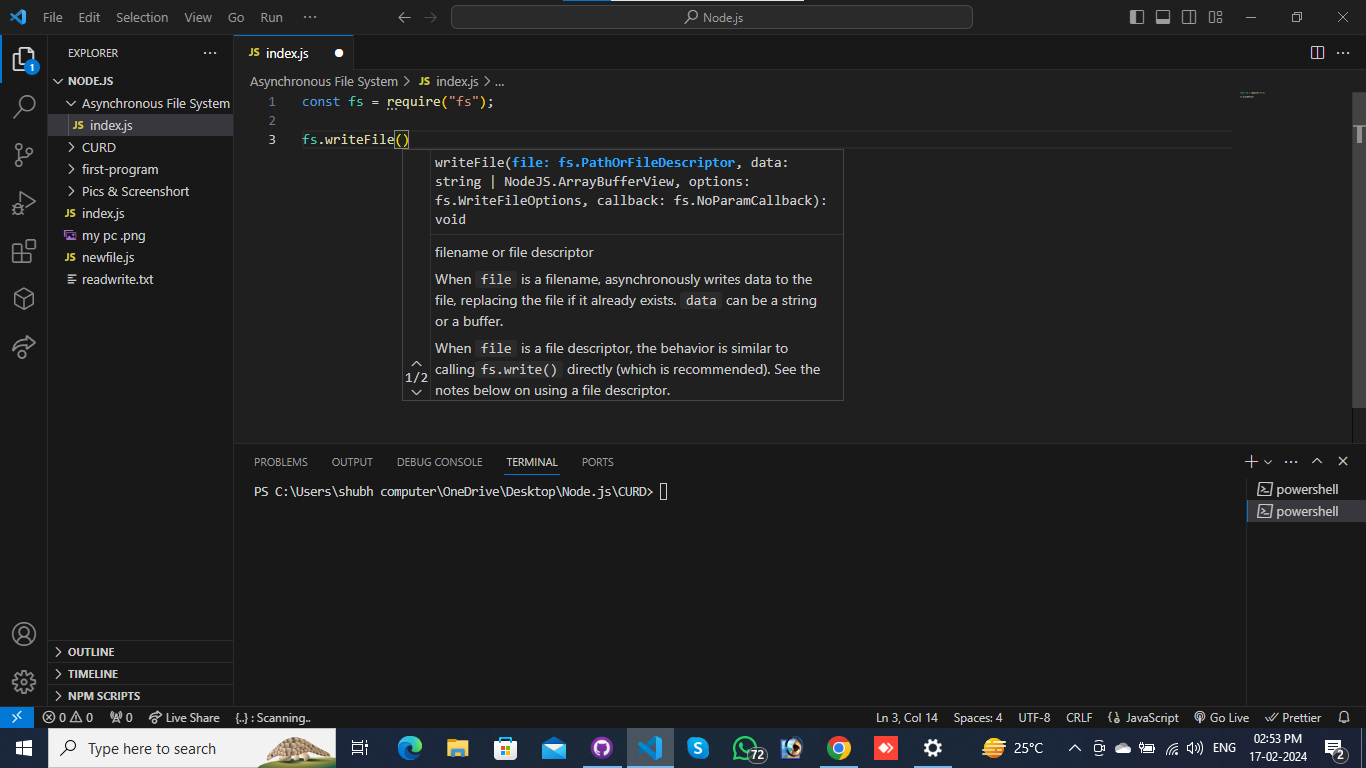 File Edit Selection View Go Run ··· Node.js
EXPLORER ···
NODE.JS
Asynchronous File System
JS index.js
CURD
first-program
Pics & Screenshort
JS index.js
my pc .png
JS newfile.js
readwrite.txt
OUTLINE
TIMELINE
NPM SCRIPTS
1
JS index.js
Asynchronous File System > JS index.js > ...
1 const fs = require("fs");
2
3 fs.writeFile()
writeFile(file: fs.PathOrFileDescriptor, data:
string | NodeJS.ArrayBufferView, options:
fs.WriteFileOptions, callback: fs.NoParamCallback):
void
filename or file descriptor
When file is a filename, asynchronously writes data to the
file, replacing the file if it already exists. data can be a string
or a buffer.
When file is a file descriptor, the behavior is similar to
calling fs.write() directly (which is recommended). See the
notes below on using a file descriptor.
1/2
PROBLEMS OUTPUT DEBUG CONSOLE TERMINAL PORTS
PS C:\Users\shubh computer\OneDrive\Desktop\Node.js\CURD>
powershell
powershell
0 0 0 Live Share {..} : Scanning.. Ln 3, Col 14 Spaces: 4 UTF-8 CRLF {} JavaScript Go Live Prettier
Type here to search
72
25°C ENG
02:53 PM
17-02-2024
2